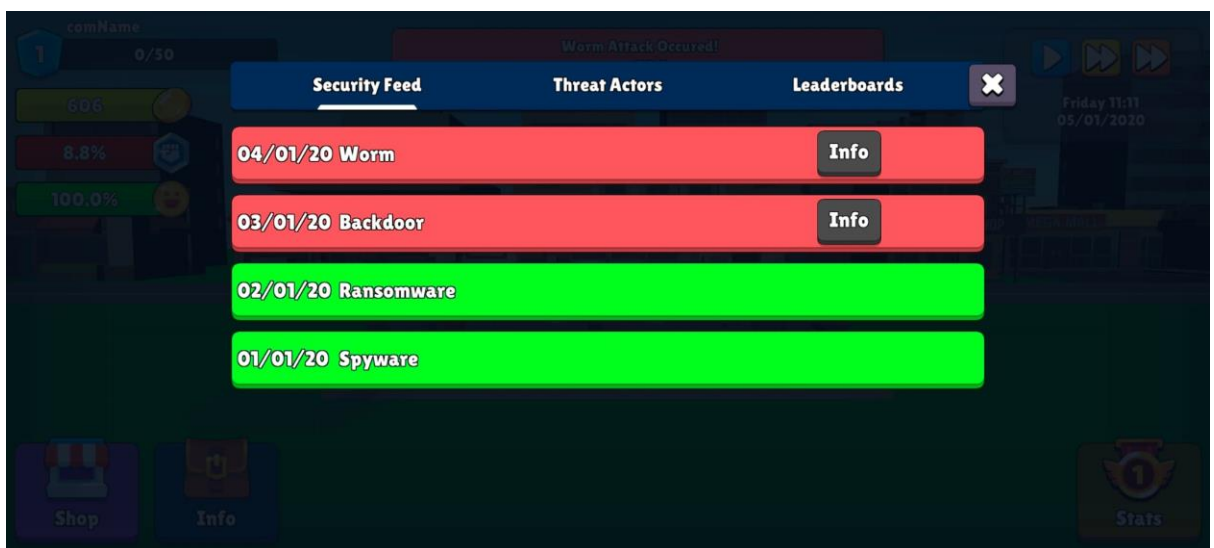 comName
1
0/50
Worm Attack Occured!
Security Feed
Threat Actors
Leaderboards
606
Friday 11:11
05/01/2020
04/01/20 Worm
Info
8.8%
100.0%
03/01/20 Backdoor
Info
02/01/20 Ransomware
01/01/20 Spyware
Shop
Info
1
Stats